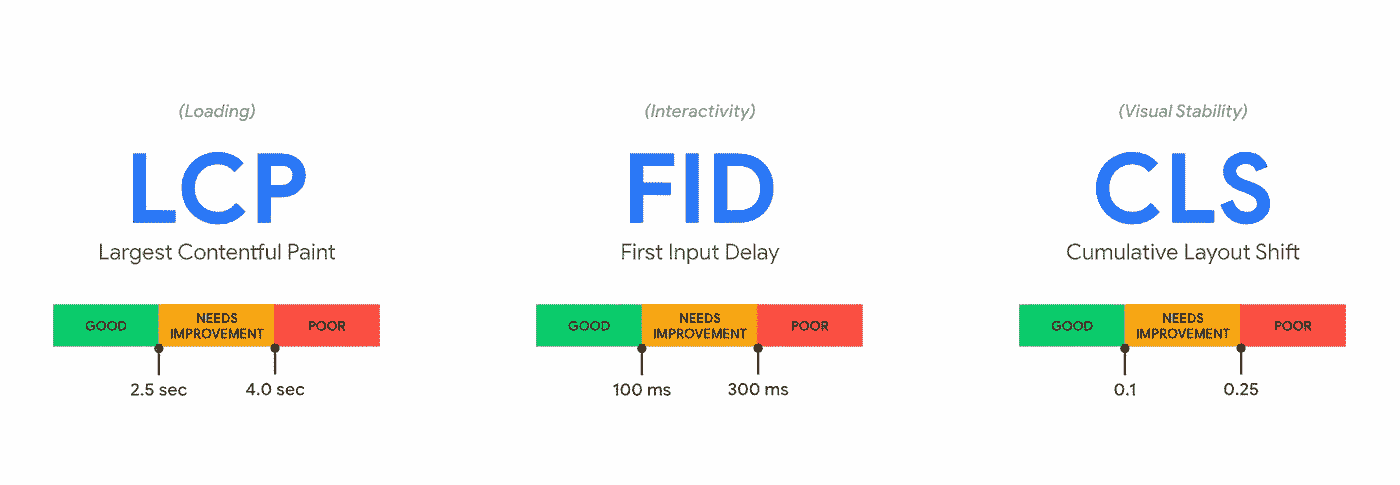 (Loading)
LCP
Largest Contentful Paint
GOOD
NEEDS
IMPROVEMENT
POOR
2.5 sec
4.0 sec
(Interactivity)
FID
First Input Delay
GOOD
NEEDS
IMPROVEMENT
POOR
100 ms
300 ms
(Visual Stability)
CLS
Cumulative Layout Shift
GOOD
NEEDS
IMPROVEMENT
POOR
0.1
0.25